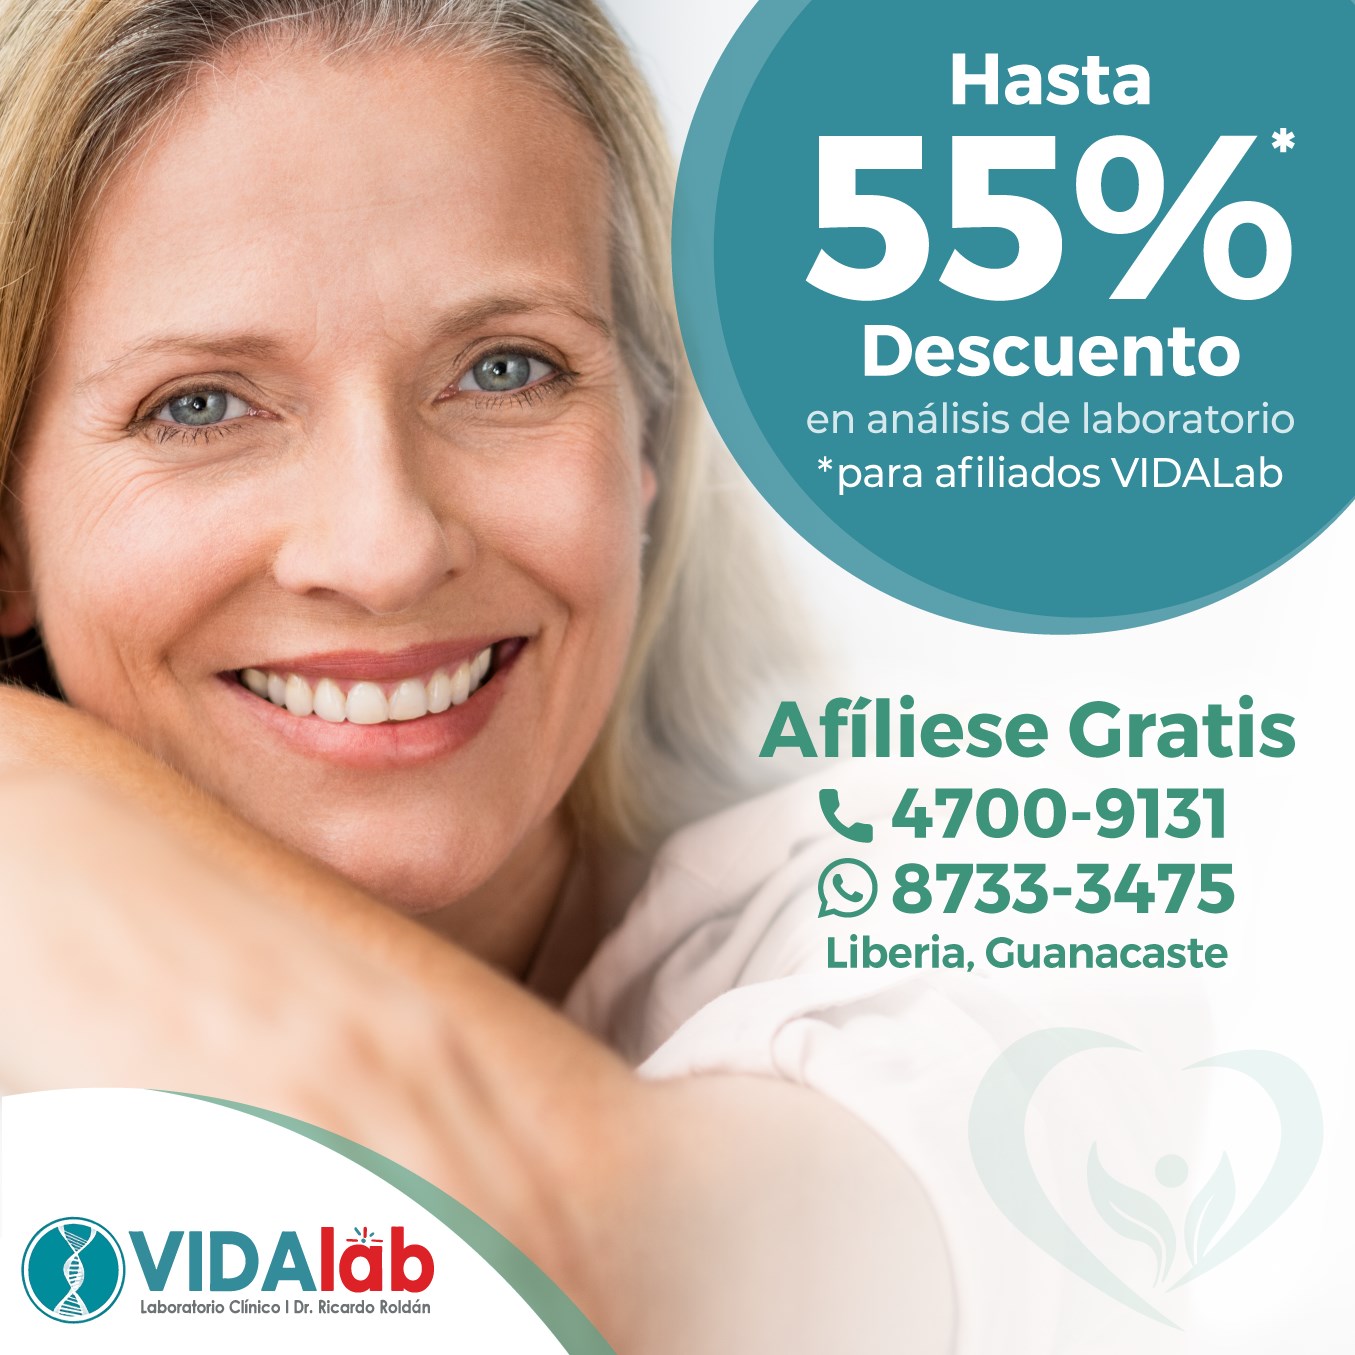 Hasta
55%*
Descuento
en análisis de laboratorio
*para afiliados VIDALab
Afíliese Gratis
4700-9131
8733-3475
Liberia, Guanacaste
VIDAlab
Laboratorio Clínico | Dr. Ricardo Roldán